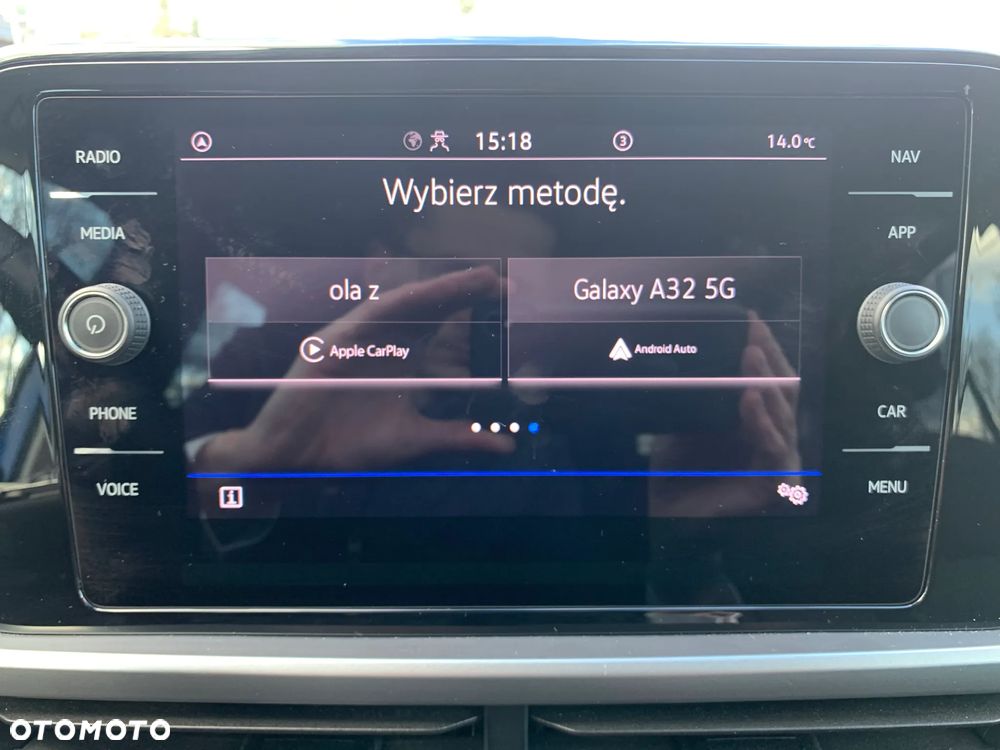 15:18
3
14.0°C
RADIO
NAV
Wybierz metodę.
MEDIA
APP
ola z
Galaxy A32 5G
Apple CarPlay
Android Auto
PHONE
CAR
VOICE
MENU
OTOMOTO